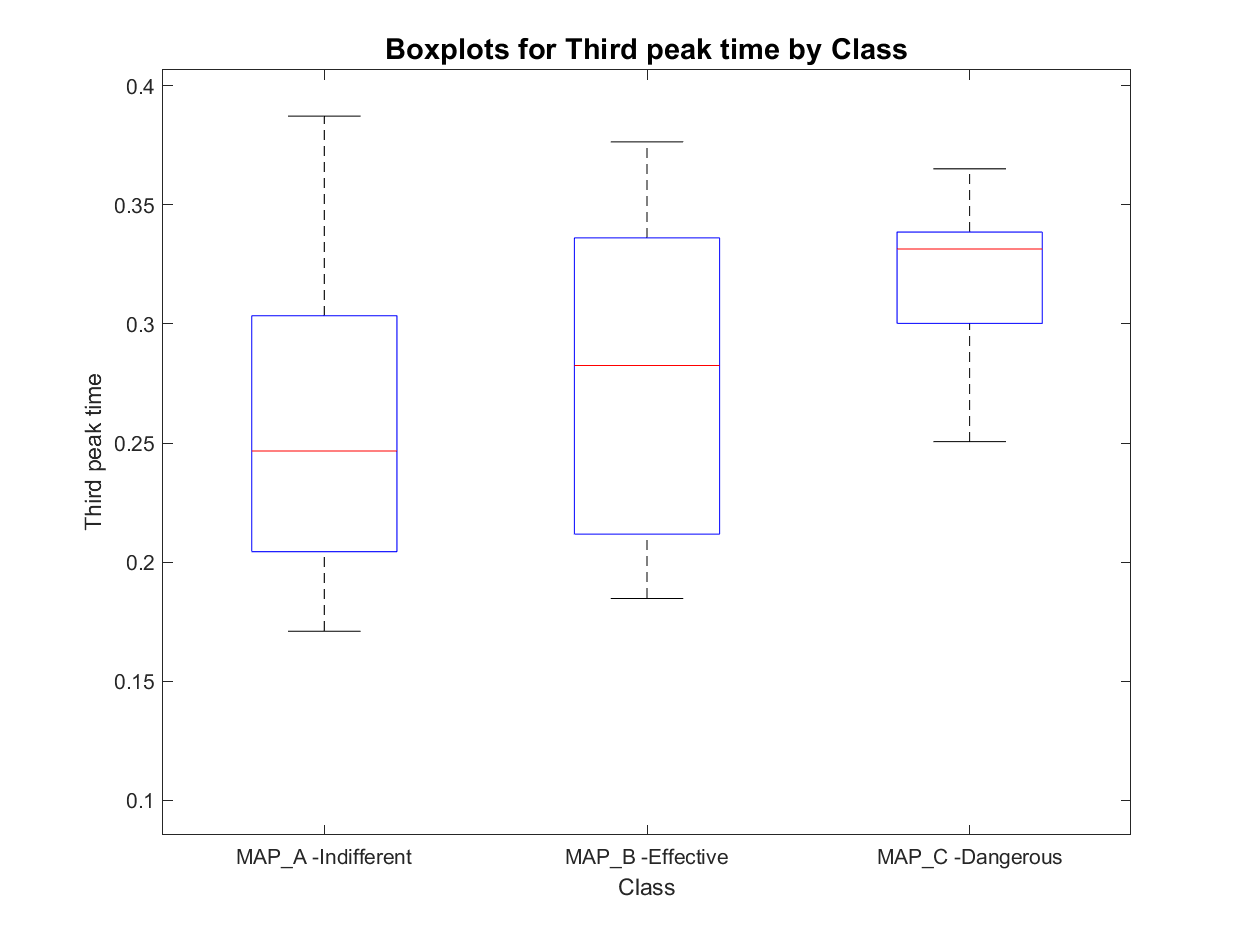 Boxplots for Third peak time by Class
0.4
0.35
0.3
0.25
0.2
0.15
0.1
Third peak time
MAP_A -Indifferent
MAP_B -Effective
MAP_C -Dangerous
Class